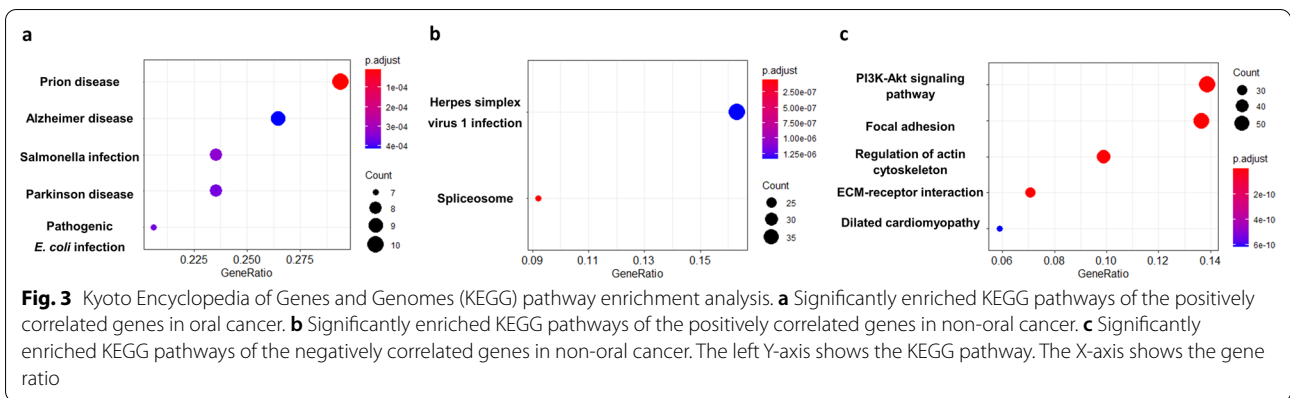 a
Prion disease
Alzheimer disease
Salmonella infection
Parkinson disease
Pathogenic
E. coli infection
0.225
0.250
0.275
GeneRatio
p.adjust
1e-04
2e-04
3e-04
4e-04
Count
7
8
9
10
b
Herpes simplex
virus 1 infection
Spliceosome
0.09
0.11
0.13
0.15
GeneRatio
p.adjust
2.50e-07
5.00e-07
7.50e-07
1.00e-06
1.25e-06
Count
25
30
35
c
PI3K-Akt signaling
pathway
Focal adhesion
Regulation of actin
cytoskeleton
ECM-receptor interaction
Dilated cardiomyopathy
0.06
0.08
0.10
0.12
0.14
GeneRatio
Count
30
40
50
p.adjust
2e-10
4e-10
6e-10
Fig. 3 Kyoto Encyclopedia of Genes and Genomes (KEGG) pathway enrichment analysis. a Significantly enriched KEGG pathways of the positively
correlated genes in oral cancer. b Significantly enriched KEGG pathways of the positively correlated genes in non-oral cancer. c Significantly
enriched KEGG pathways of the negatively correlated genes in non-oral cancer. The left Y-axis shows the KEGG pathway. The X-axis shows the gene
ratio